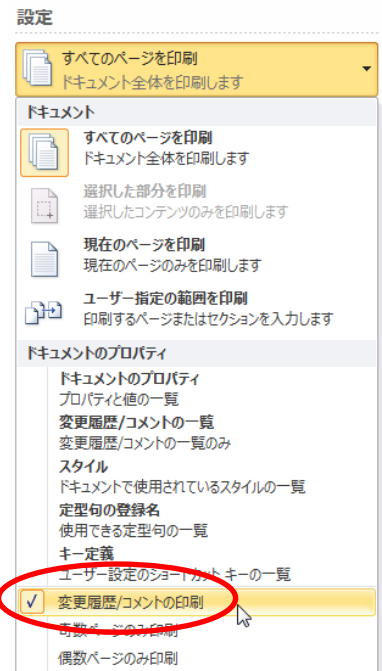 設定
すべてのページを印刷
ドキュメント全体を印刷します
ドキュメント
すべてのページを印刷
ドキュメント全体を印刷します
選択した部分を印刷
選択したコンテンツのみを印刷します
現在のページを印刷
現在のページのみを印刷します
ユーザー指定の範囲を印刷
印刷するページまたはセクションを入力します
ドキュメントのプロパティ
ドキュメントのプロパティ
プロパティと値の一覧
変更履歴/コメントの一覧
変更履歴/コメントの一覧のみ
スタイル
ドキュメントで使用されているスタイルの一覧
定型句の登録名
使用できる定型句の一覧
キー定義
ユーザー設定のショートカット キーの一覧
変更履歴/コメントの印刷
奇数ページのみ印刷
偶数ページのみ印刷